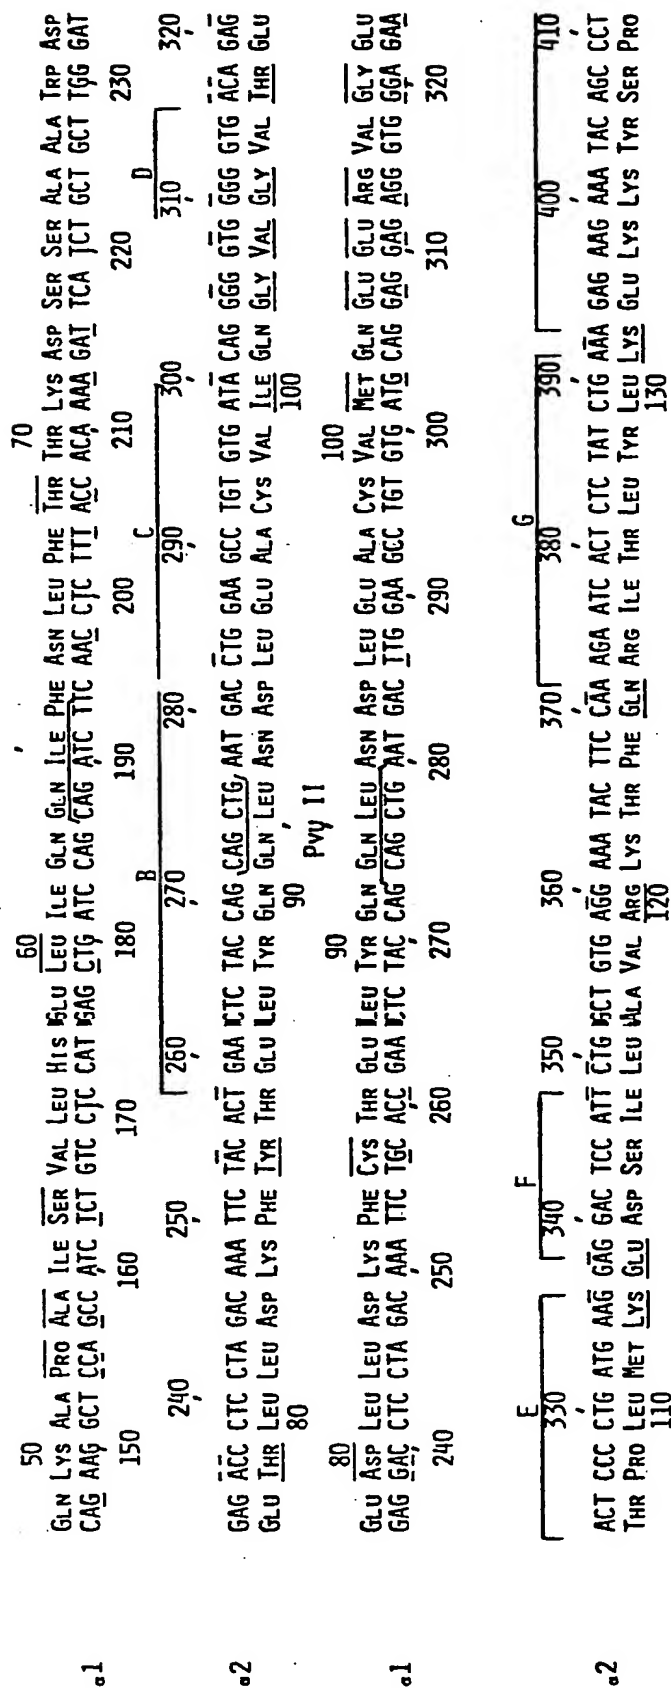 50 60 70
GLN LYS ALA PRO ALA ILE SER VAL LEU HIS GLU LEU ILE GLN GLN ILE PHE ASN LEU PHE THR THR LYS ASP SER SER ALA ALA TRP ASP
α1 CAG AAG GCT CCA GCC ATC TCT GTC CTC CAT GAG CTG ATC CAG CAG ATC TTC AAC CTC TTT ACC ACA AAA GAT TCA TCT GCT GCT TGG GAT
150 160 170 180 190 200 210 220 230
B C D
240 250 260 270 280 290 300 310 320
α2 GAG ACC CTC CTA GAC AAA TTC TAC ACT GAA CTC TAC CAG CAG CTG AAT GAC CTG GAA GCC TGT GTG ATA CAG GGG GTG GGG GTG ACA GAG
GLU THR LEU LEU ASP LYS PHE TYR THR GLU LEU TYR GLN GLN LEU ASN ASP LEU GLU ALA CYS VAL ILE GLN GLY VAL GLY VAL THR GLU
80 90 100
Pvu II
80 90 100
GLU ASP LEU LEU ASP LYS PHE CYS THR GLU LEU TYR GLN GLN LEU ASN ASP LEU GLU ALA CYS VAL MET GLN GLU GLU ARG VAL GLY GLU
α1 GAG GAC CTC CTA GAC AAA TTC TGC ACC GAA CTC TAC CAG CAG CTG AAT GAC TTG GAA GCC TGT GTG ATG CAG GAG GAG AGG GTG GGA GAA
240 250 260 270 280 290 300 310 320
E F G
330 340 350 360 370 380 390 400 410
α2 ACT CCC CTG ATG AAG GAG GAC TCC ATT CTG GCT GTG AGG AAA TAC TTC CAA AGA ATC ACT CTC TAT CTG AAA GAG AAG AAA TAC AGC CCT
THR PRO LEU MET LYS GLU ASP SER ILE LEU ALA VAL ARG LYS THR PHE GLN ARG ILE THR LEU TYR LEU LYS GLU LYS LYS TYR SER PRO
110 120 130